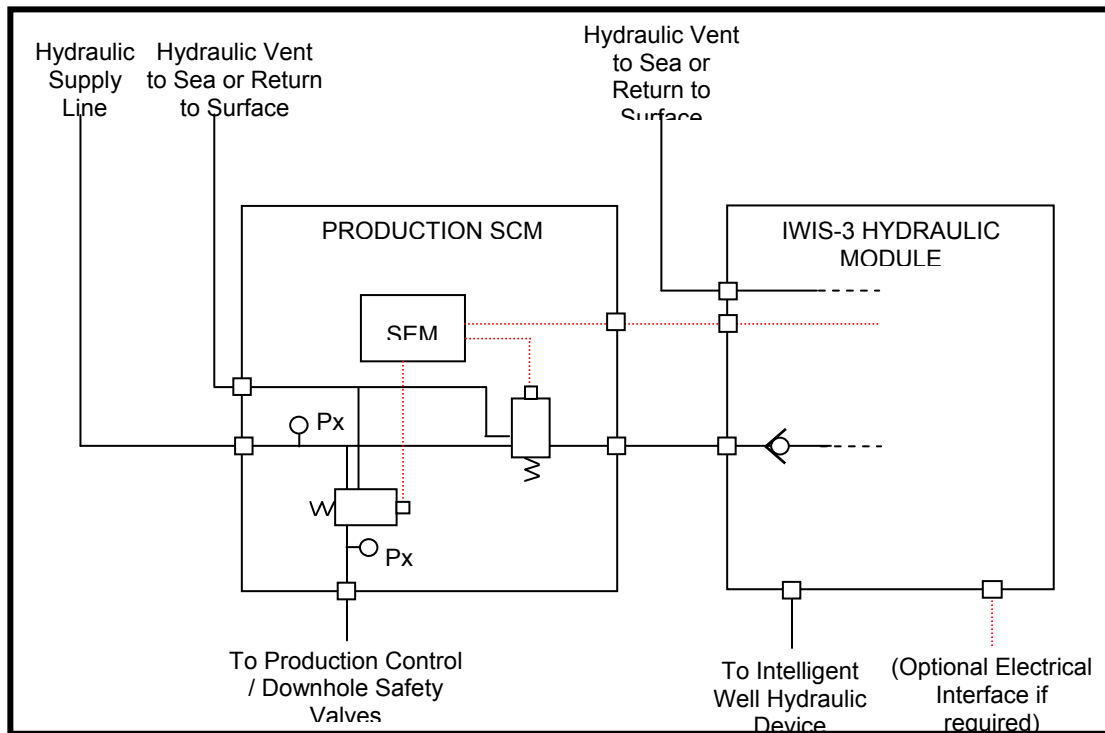 Hydraulic
Supply
Line
Hydraulic Vent
to Sea or Return
to Surface
Hydraulic Vent
to Sea or
Return to
Surface
PRODUCTION SCM
IWIS-3 HYDRAULIC
MODULE
SEM
Px
Px
To Production Control
/ Downhole Safety
Valves
To Intelligent
Well Hydraulic
Device
(Optional Electrical
Interface if
required)